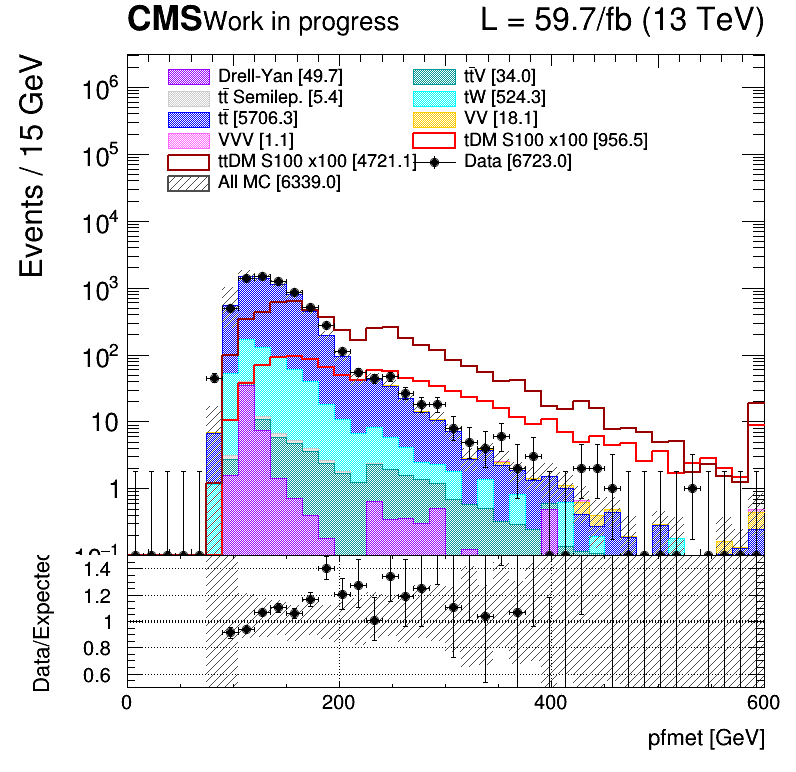 CMS Work in progress L = 59.7/fb (13 TeV)
Events / 15 GeV
Drell-Yan [49.7] tt̄V [34.0]
tt̄ Semilep. [5.4] tW [524.3]
tt̄ [5706.3] VV [18.1]
VVV [1.1] tDM S100 x100 [956.5]
ttDM S100 x100 [4721.1] Data [6723.0]
All MC [6339.0]
10⁶
10⁵
10⁴
10³
10²
10
1
10⁻¹
Data/Expected
1.4
1.2
1
0.8
0.6
0 200 400 600
pfmet [GeV]